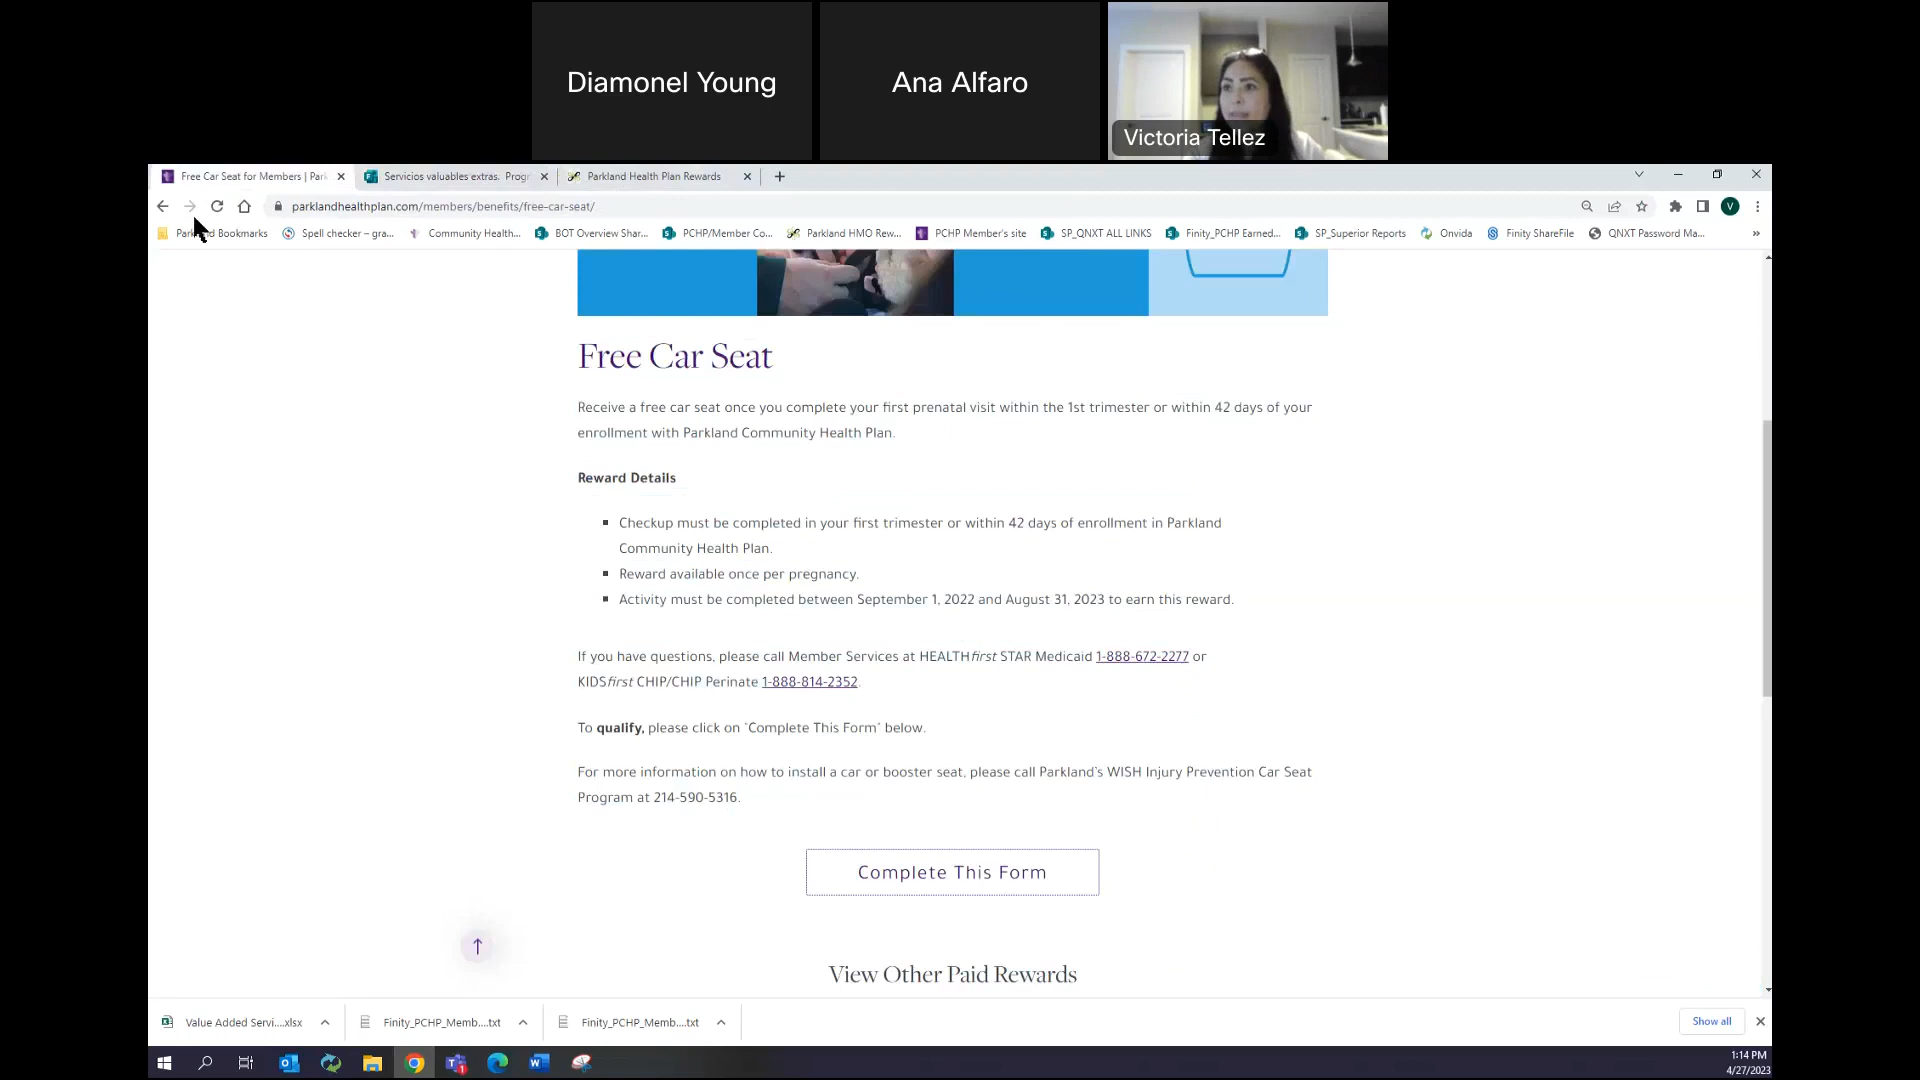 Diamonel Young
Ana Alfaro
Victoria Tellez
Free Car Seat for Members | Park
Servicios valuables extras. Progr
Parkland Health Plan Rewards
parklandhealthplan.com/members/benefits/free-car-seat/
V
Bookmarks
Spell checker – gra...
Community Health...
BOT Overview Shar...
PCHP/Member Co...
Parkland HMO Rew...
PCHP Member's site
SP_QNXT ALL LINKS
Finity_PCHP Earned...
SP_Superior Reports
Onvida
Finity ShareFile
QNXT Password Ma...
Free Car Seat
Receive a free car seat once you complete your first prenatal visit within the 1st trimester or within 42 days of your
enrollment with Parkland Community Health Plan.
Reward Details
Checkup must be completed in your first trimester or within 42 days of enrollment in Parkland
Community Health Plan.
Reward available once per pregnancy.
Activity must be completed between September 1, 2022 and August 31, 2023 to earn this reward.
If you have questions, please call Member Services at HEALTHfirst STAR Medicaid 1-888-672-2277 or
KIDSfirst CHIP/CHIP Perinate 1-888-814-2352.
To qualify, please click on "Complete This Form" below.
For more information on how to install a car or booster seat, please call Parkland's WISH Injury Prevention Car Seat
Program at 214-590-5316.
Complete This Form
View Other Paid Rewards
Value Added Servi....xlsx
Finity_PCHP_Memb....txt
Finity_PCHP_Memb....txt
Show all
1:14 PM
4/27/2023